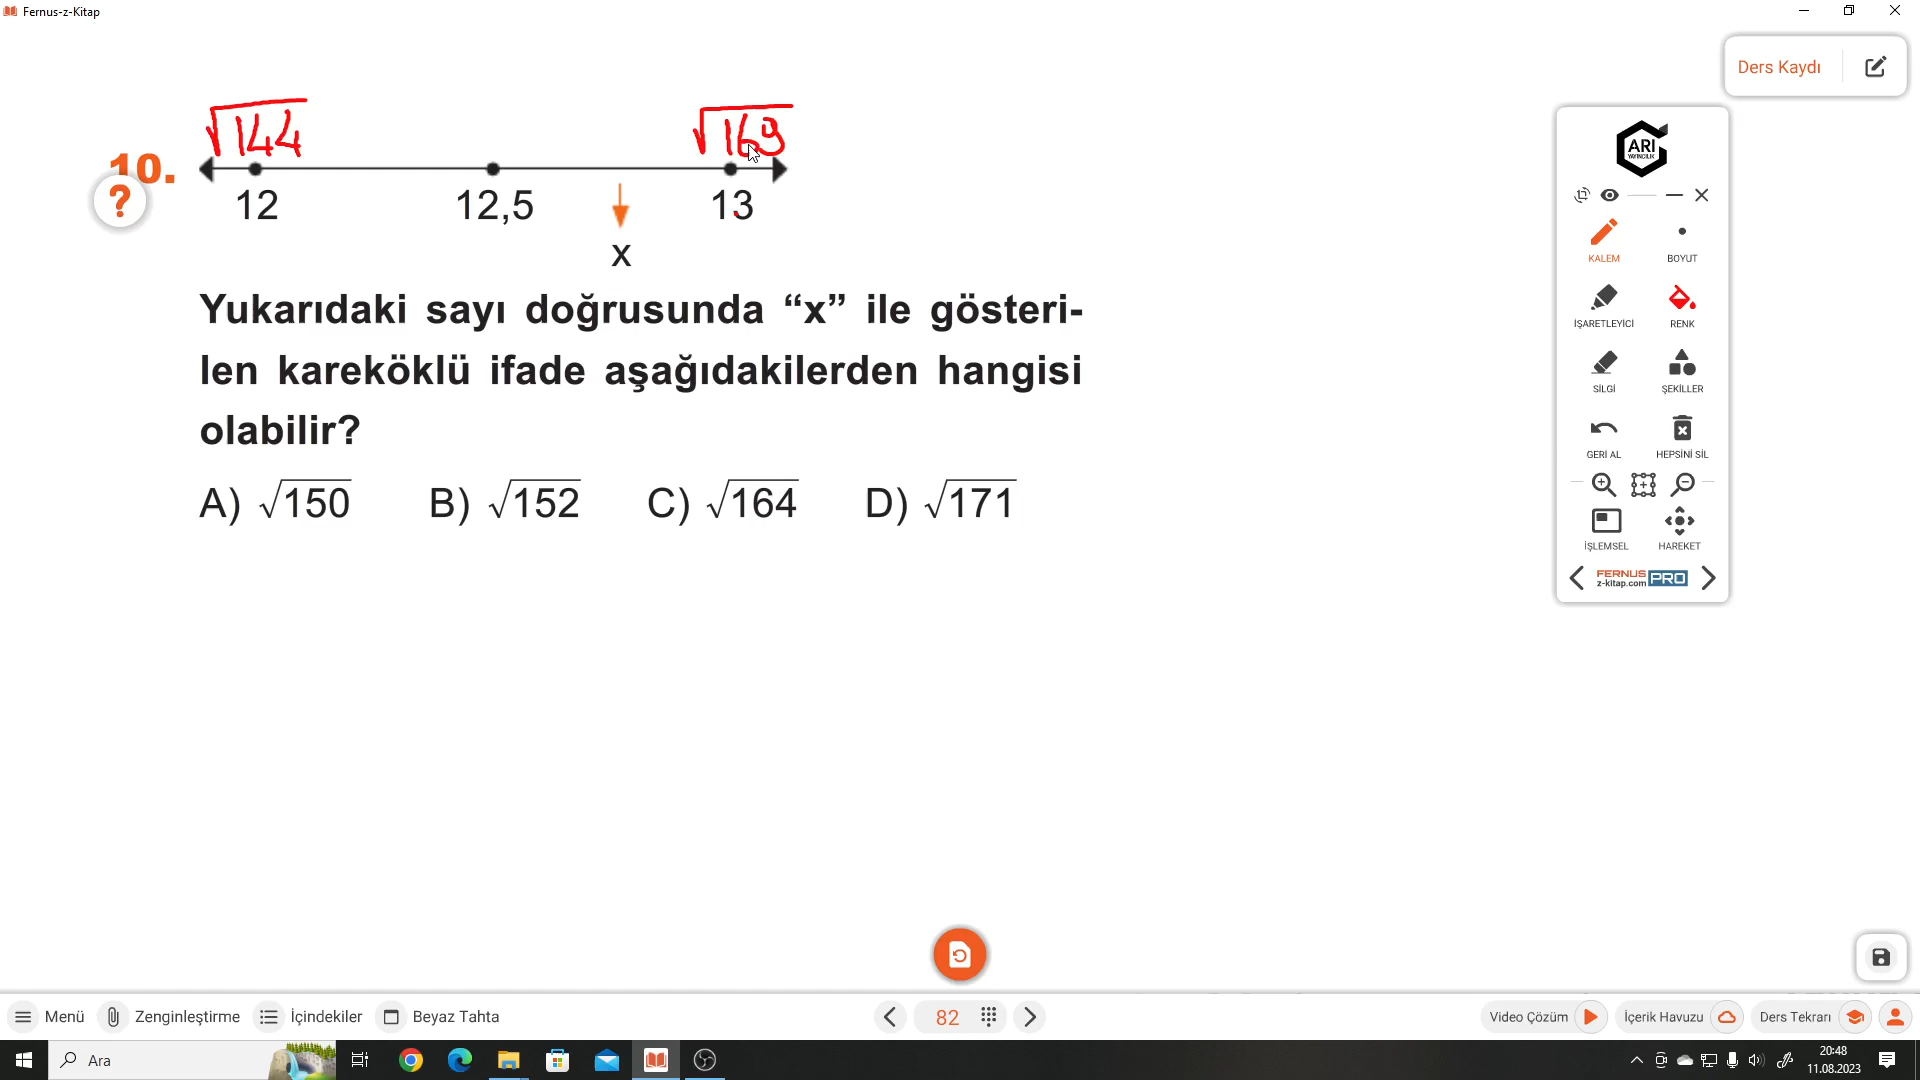 Fernus-z-Kitap
Ders Kaydı
√144 √169
10.
?
12 12,5 13
x
Yukarıdaki sayı doğrusunda “x” ile gösteri-
len kareköklü ifade aşağıdakilerden hangisi
olabilir?
A) √150 B) √152 C) √164 D) √171
ARI
YAYINCILIK
KALEM BOYUT
İŞARETLEYİCİ RENK
SİLGİ ŞEKİLLER
GERİ AL HEPSİNİ SİL
İŞLEMSEL HAREKET
FERNUS PRO
z-kitap.com
Menü Zenginleştirme İçindekiler Beyaz Tahta 82 Video Çözüm İçerik Havuzu Ders Tekrarı
Ara 20:48
11.08.2023